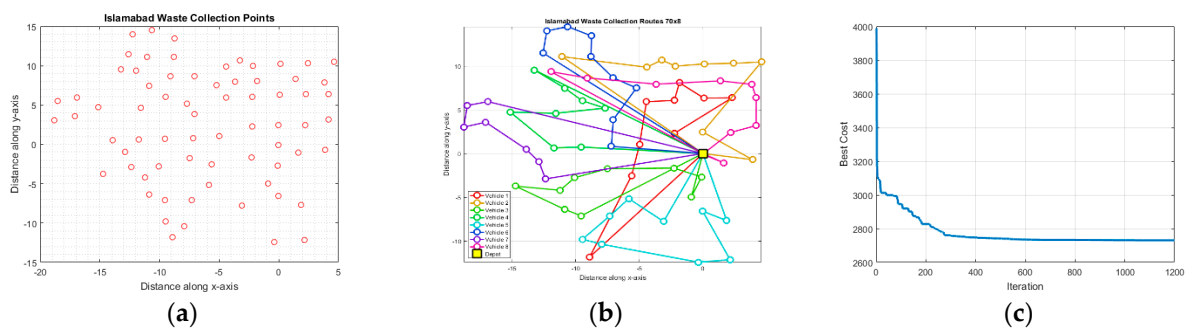 Islamabad Waste Collection Points
15
10
5
0
-5
-10
-15
-20
-15
-10
-5
0
5
Distance along y-axis
Distance along x-axis
(a)
Islamabad Waste Collection Routes 70x8
10
5
0
-5
-10
-15
-10
-5
0
Distance along y-axis
Distance along x-axis
Vehicle 1
Vehicle 2
Vehicle 3
Vehicle 4
Vehicle 5
Vehicle 6
Vehicle 7
Vehicle 8
Depot
(b)
4000
3800
3600
3400
3200
3000
2800
2600
0
200
400
600
800
1000
1200
Best Cost
Iteration
(c)